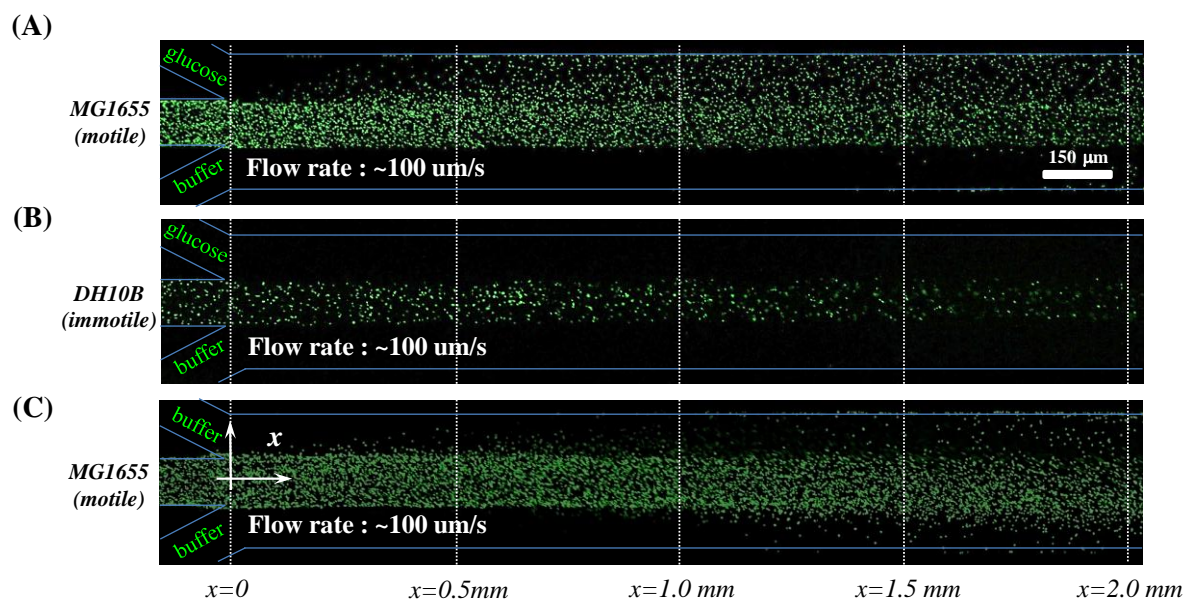 (A)
glucose
MG1655
(motile)
buffer
Flow rate : ~100 um/s
150 μm
(B)
glucose
DH10B
(immotile)
buffer
Flow rate : ~100 um/s
(C)
buffer
x
MG1655
(motile)
buffer
Flow rate : ~100 um/s
x=0
x=0.5mm
x=1.0 mm
x=1.5 mm
x=2.0 mm